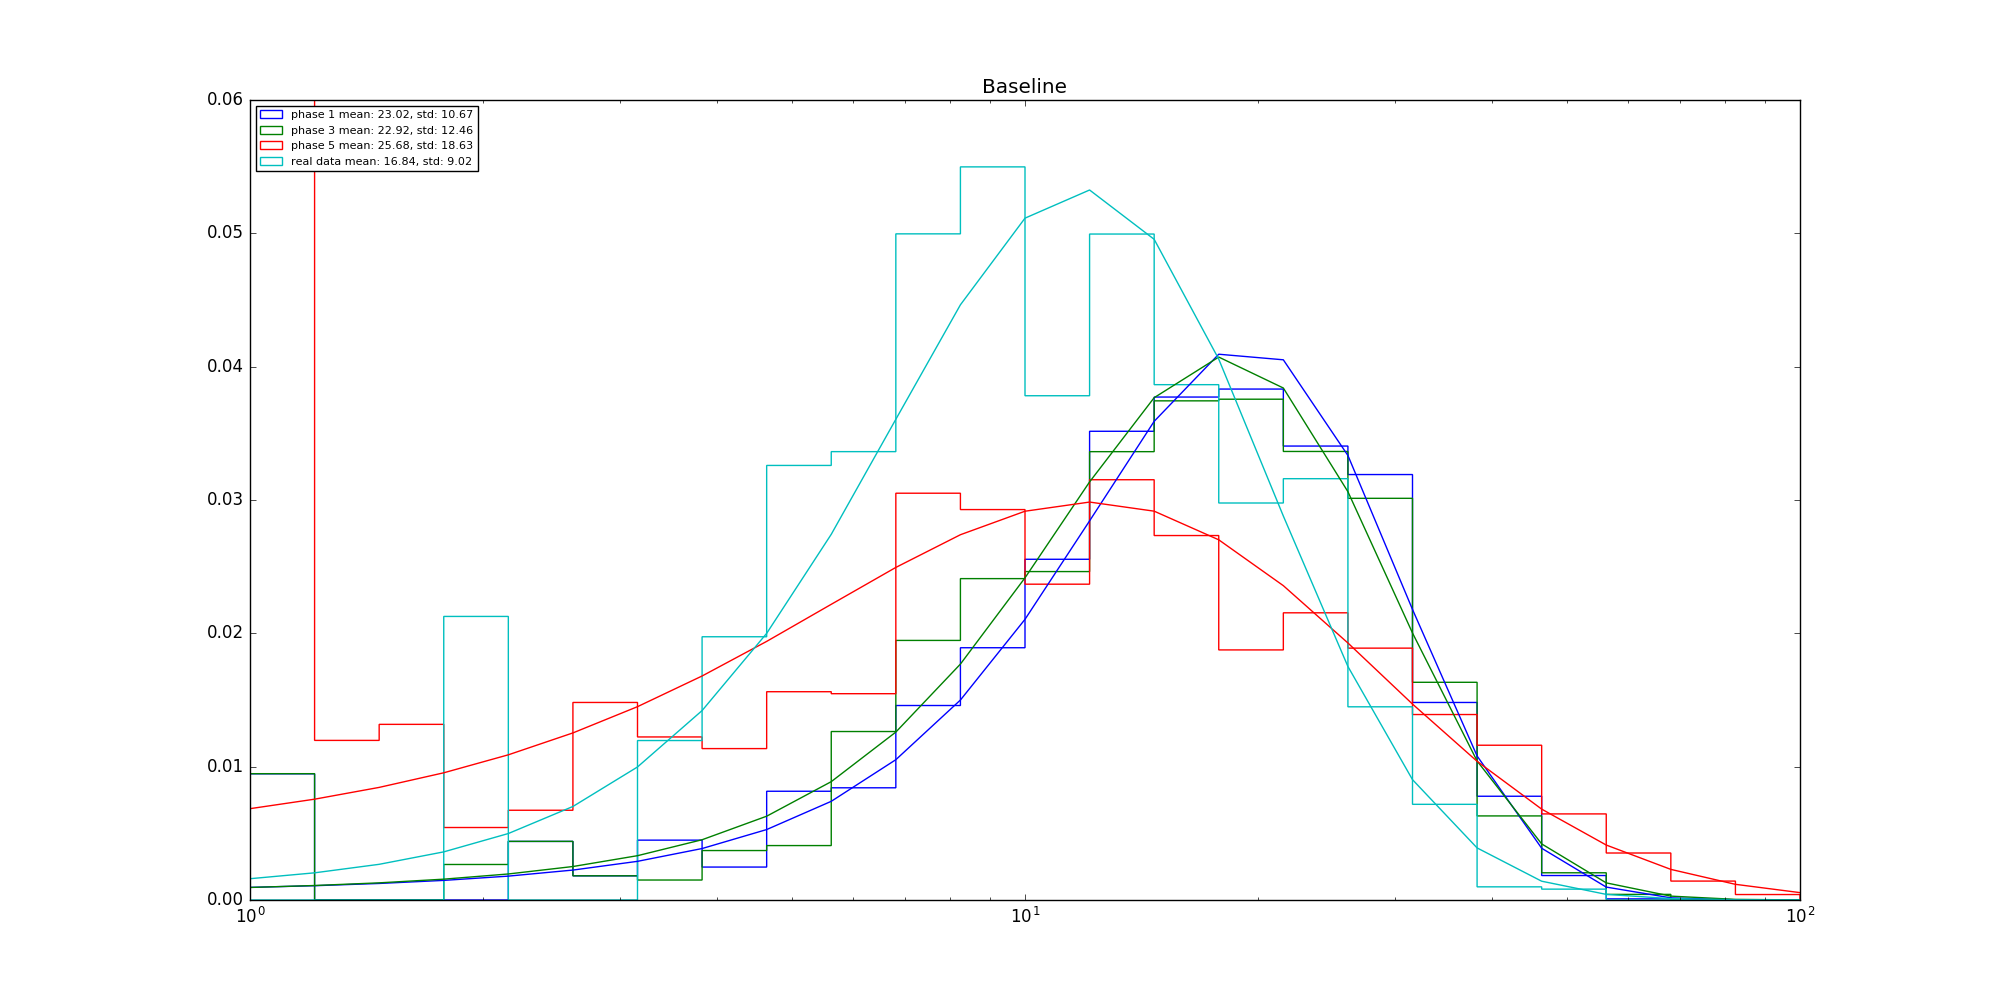 Baseline
0.06
phase 1 mean: 23.02, std: 10.67
phase 3 mean: 22.92, std: 12.46
phase 5 mean: 25.68, std: 18.63
real data mean: 16.84, std: 9.02
0.05
0.04
0.03
0.02
0.01
0.00
10⁰ 10¹ 10²